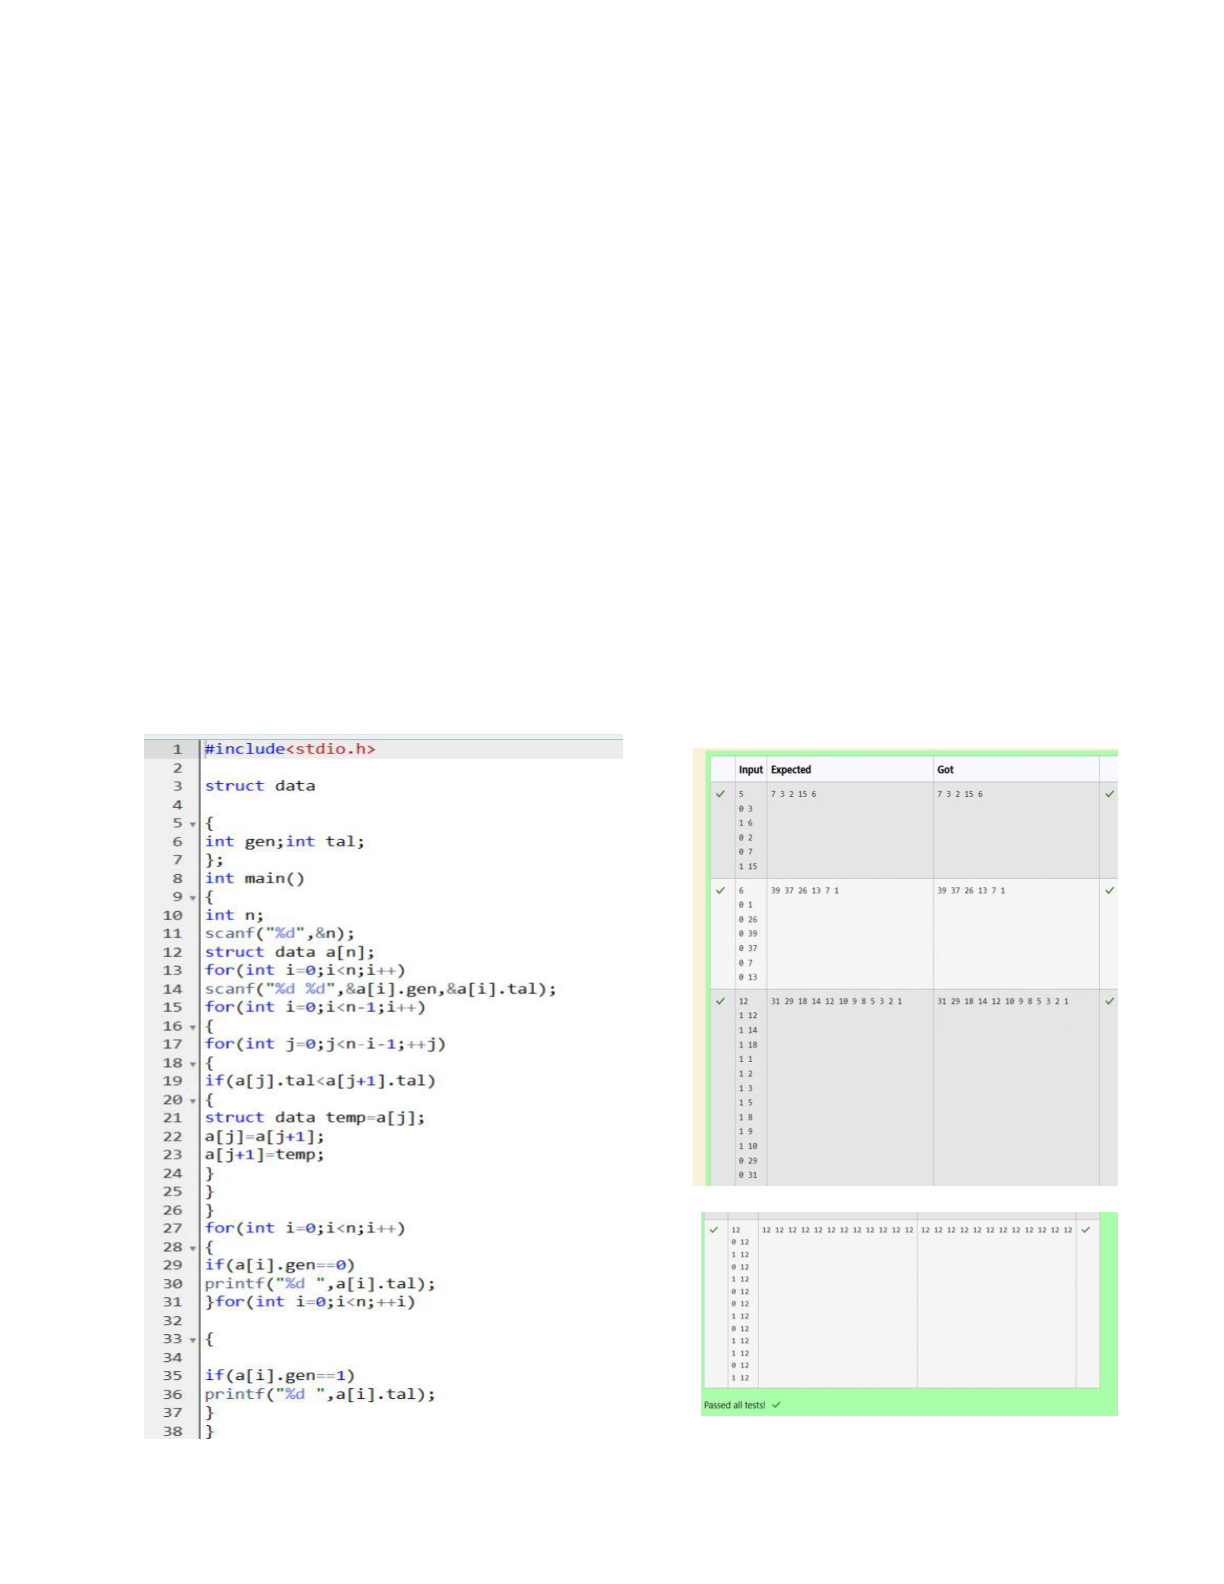 1 #include<stdio.h>
2
3 struct data
4
5 {
6 int gen;int tal;
7 };
8 int main()
9 {
10 int n;
11 scanf("%d",&n);
12 struct data a[n];
13 for(int i=0;i<n;i++)
14 scanf("%d %d",&a[i].gen,&a[i].tal);
15 for(int i=0;i<n-1;i++)
16 {
17 for(int j=0;j<n-i-1;++j)
18 {
19 if(a[j].tal<a[j+1].tal)
20 {
21 struct data temp=a[j];
22 a[j]=a[j+1];
23 a[j+1]=temp;
24 }
25 }
26 }
27 for(int i=0;i<n;i++)
28 {
29 if(a[i].gen==0)
30 printf("%d ",a[i].tal);
31 }for(int i=0;i<n;++i)
32
33 {
34
35 if(a[i].gen==1)
36 printf("%d ",a[i].tal);
37 }
38 }
Input Expected Got
5 7 3 2 15 6 7 3 2 15 6
0 3
1 6
0 2
0 7
1 15
6 39 37 26 13 7 1 39 37 26 13 7 1
0 1
0 26
0 39
0 37
0 7
0 13
12 31 29 18 14 12 10 9 8 5 3 2 1 31 29 18 14 12 10 9 8 5 3 2 1
1 12
1 14
1 18
1 1
1 2
1 3
1 5
1 8
1 9
1 10
0 29
0 31
12 12 12 12 12 12 12 12 12 12 12 12 12 12 12 12 12 12 12 12 12 12 12 12 12
0 12
1 12
0 12
1 12
0 12
0 12
1 12
0 12
1 12
1 12
0 12
1 12
Passed all tests!